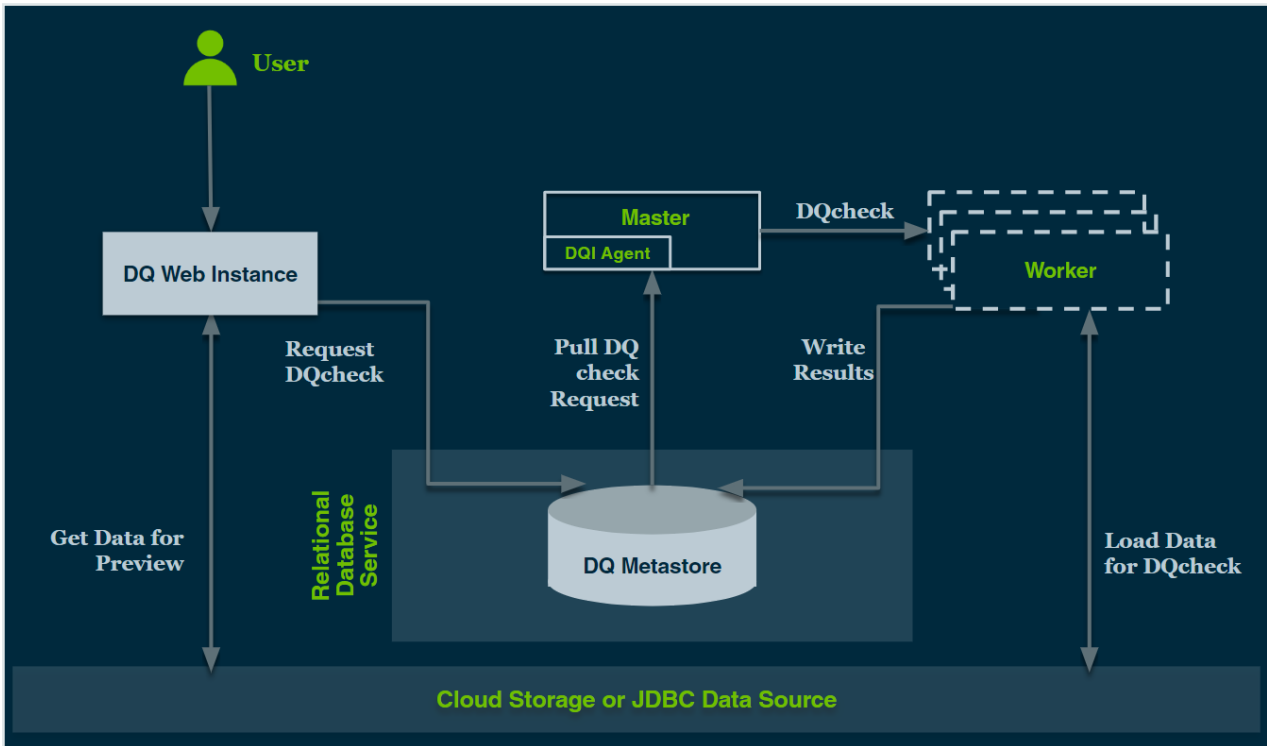 User
Master
DQcheck
DQI Agent
Worker
DQ Web Instance
Request
DQcheck
Pull DQ
check
Request
Write
Results
Relational
Database
Service
Get Data for
Preview
DQ Metastore
Load Data
for DQcheck
Cloud Storage or JDBC Data Source